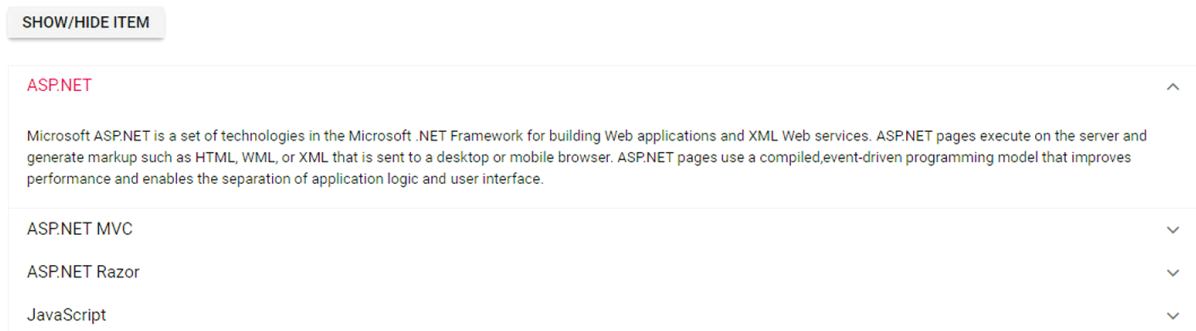 SHOW/HIDE ITEM
ASP.NET
Microsoft ASP.NET is a set of technologies in the Microsoft .NET Framework for building Web applications and XML Web services. ASP.NET pages execute on the server and
generate markup such as HTML, WML, or XML that is sent to a desktop or mobile browser. ASP.NET pages use a compiled,event-driven programming model that improves
performance and enables the separation of application logic and user interface.
ASP.NET MVC
ASP.NET Razor
JavaScript